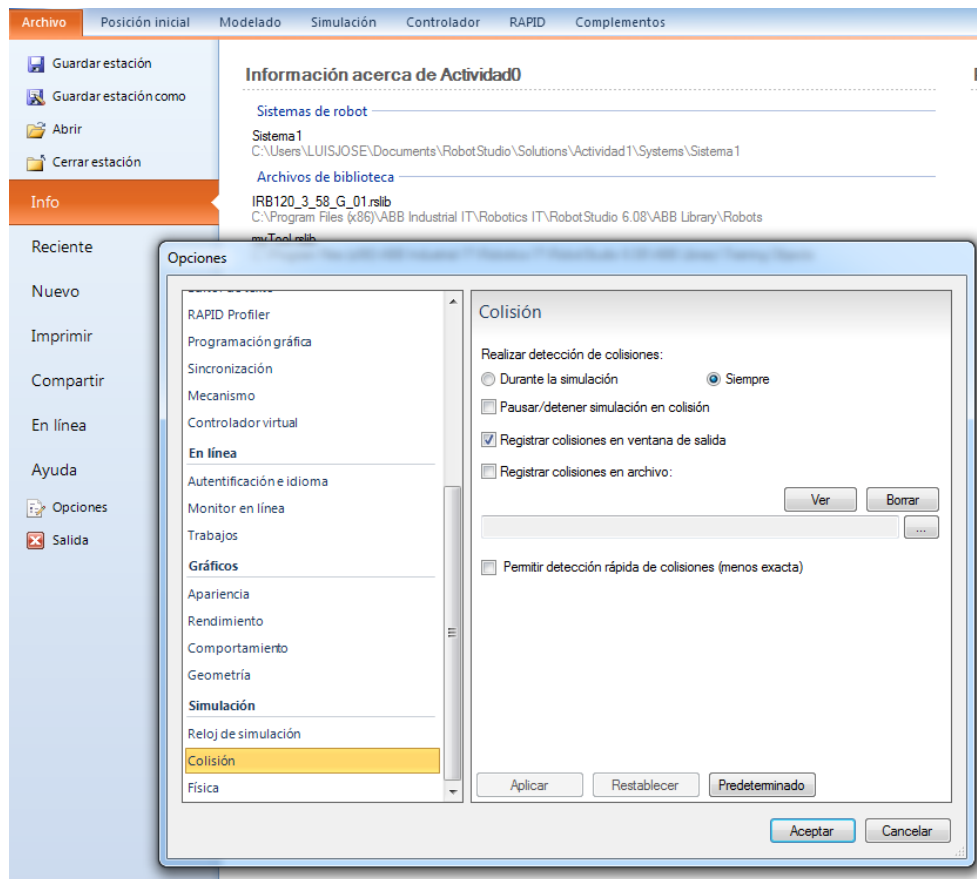 Archivo Posición inicial Modelado Simulación Controlador RAPID Complementos
Guardar estación
Guardar estación como
Abrir
Cerrar estación
Info
Reciente
Nuevo
Imprimir
Compartir
En línea
Ayuda
Opciones
Salida
Información acerca de Actividad0
Sistemas de robot
Sistema1
C:\Users\LUISJOSE\Documents\RobotStudio\Solutions\Actividad1\Systems\Sistema1
Archivos de biblioteca
IRB120_3_58_G_01.rslib
C:\Program Files (x86)\ABB Industrial IT\Robotics IT\RobotStudio 6.08\ABB Library\Robots
myTool.rslib
Opciones
RAPID Profiler
Programación gráfica
Sincronización
Mecanismo
Controlador virtual
En línea
Autentificación e idioma
Monitor en línea
Trabajos
Gráficos
Apariencia
Rendimiento
Comportamiento
Geometría
Simulación
Reloj de simulación
Colisión
Física
Colisión
Realizar detección de colisiones:
Durante la simulación Siempre
Pausar/detener simulación en colisión
Registrar colisiones en ventana de salida
Registrar colisiones en archivo:
Ver Borrar
...
Permitir detección rápida de colisiones (menos exacta)
Aplicar Restablecer Predeterminado
Aceptar Cancelar